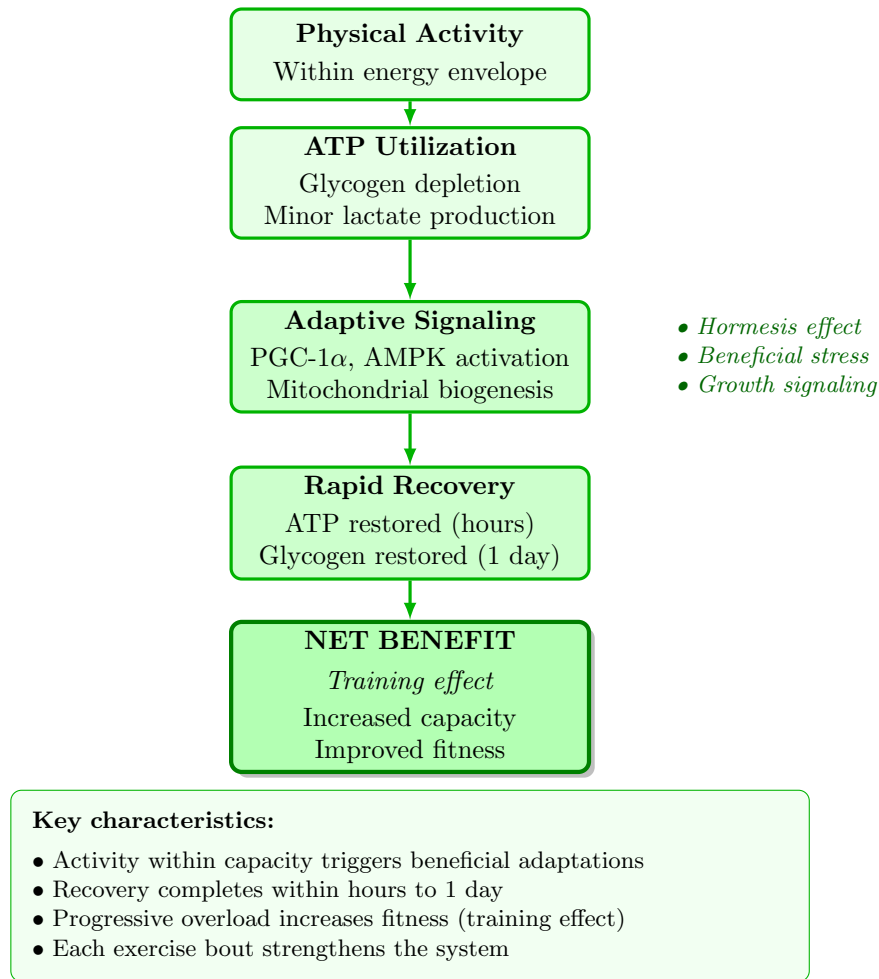 Physical Activity
Within energy envelope
ATP Utilization
Glycogen depletion
Minor lactate production
Adaptive Signaling
PGC-1α, AMPK activation
Mitochondrial biogenesis
• Hormesis effect
• Beneficial stress
• Growth signaling
Rapid Recovery
ATP restored (hours)
Glycogen restored (1 day)
NET BENEFIT
Training effect
Increased capacity
Improved fitness
Key characteristics:
• Activity within capacity triggers beneficial adaptations
• Recovery completes within hours to 1 day
• Progressive overload increases fitness (training effect)
• Each exercise bout strengthens the system